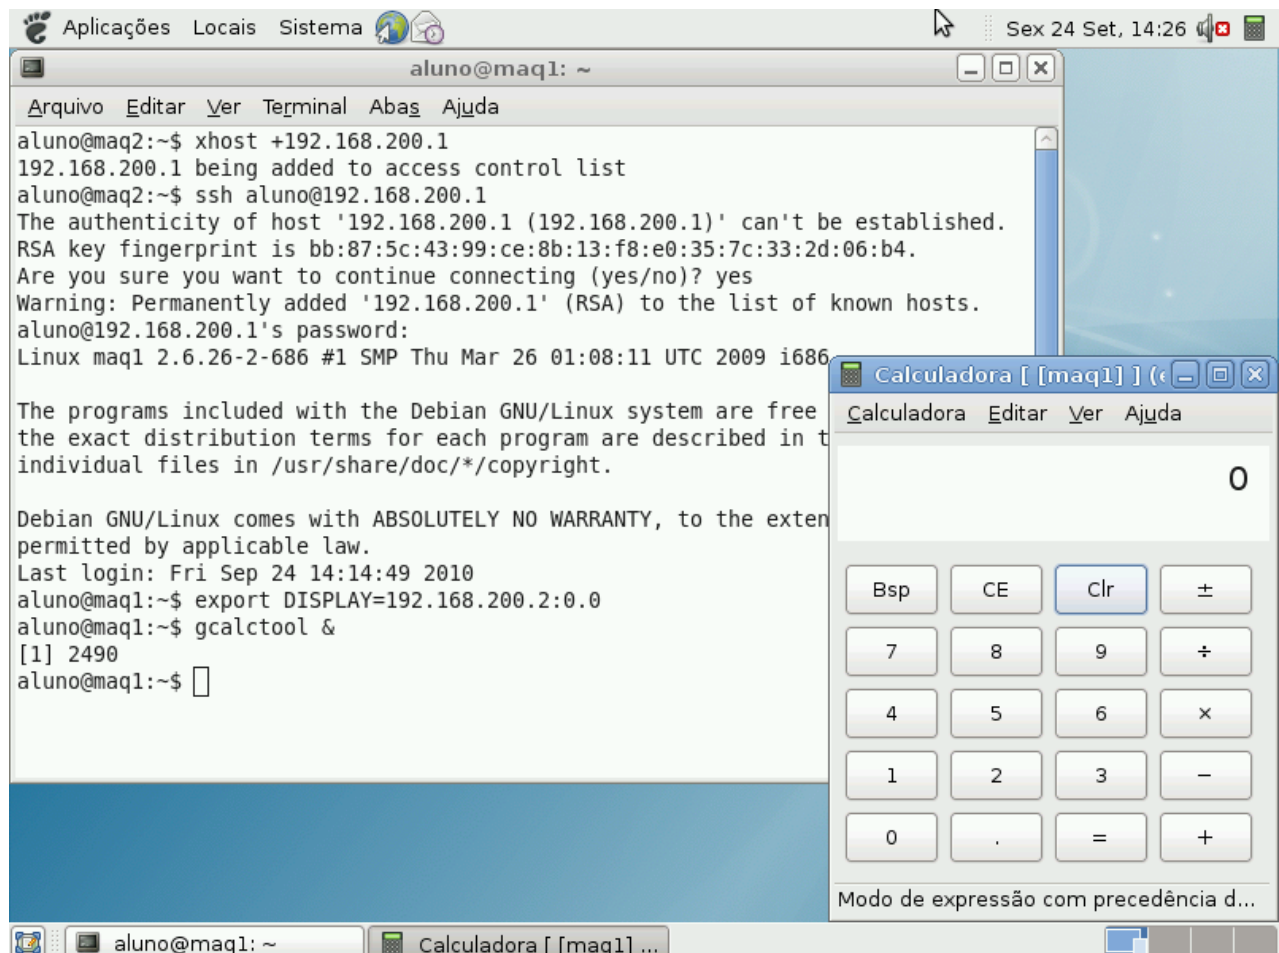 Aplicações Locais Sistema Sex 24 Set, 14:26
aluno@maq1: ~
Arquivo Editar Ver Terminal Abas Ajuda
aluno@maq2:~$ xhost +192.168.200.1
192.168.200.1 being added to access control list
aluno@maq2:~$ ssh aluno@192.168.200.1
The authenticity of host '192.168.200.1 (192.168.200.1)' can't be established.
RSA key fingerprint is bb:87:5c:43:99:ce:8b:13:f8:e0:35:7c:33:2d:06:b4.
Are you sure you want to continue connecting (yes/no)? yes
Warning: Permanently added '192.168.200.1' (RSA) to the list of known hosts.
aluno@192.168.200.1's password:
Linux maq1 2.6.26-2-686 #1 SMP Thu Mar 26 01:08:11 UTC 2009 i686
The programs included with the Debian GNU/Linux system are free
the exact distribution terms for each program are described in t
individual files in /usr/share/doc/*/copyright.
Debian GNU/Linux comes with ABSOLUTELY NO WARRANTY, to the exten
permitted by applicable law.
Last login: Fri Sep 24 14:14:49 2010
aluno@maq1:~$ export DISPLAY=192.168.200.2:0.0
aluno@maq1:~$ gcalctool &
[1] 2490
aluno@maq1:~$
Calculadora [ [maq1] ] (
Calculadora Editar Ver Ajuda
0
Bsp CE Clr ±
7 8 9 ÷
4 5 6 ×
1 2 3 −
0 . = +
Modo de expressão com precedência d...
aluno@maq1: ~ Calculadora [ [maq1] ...